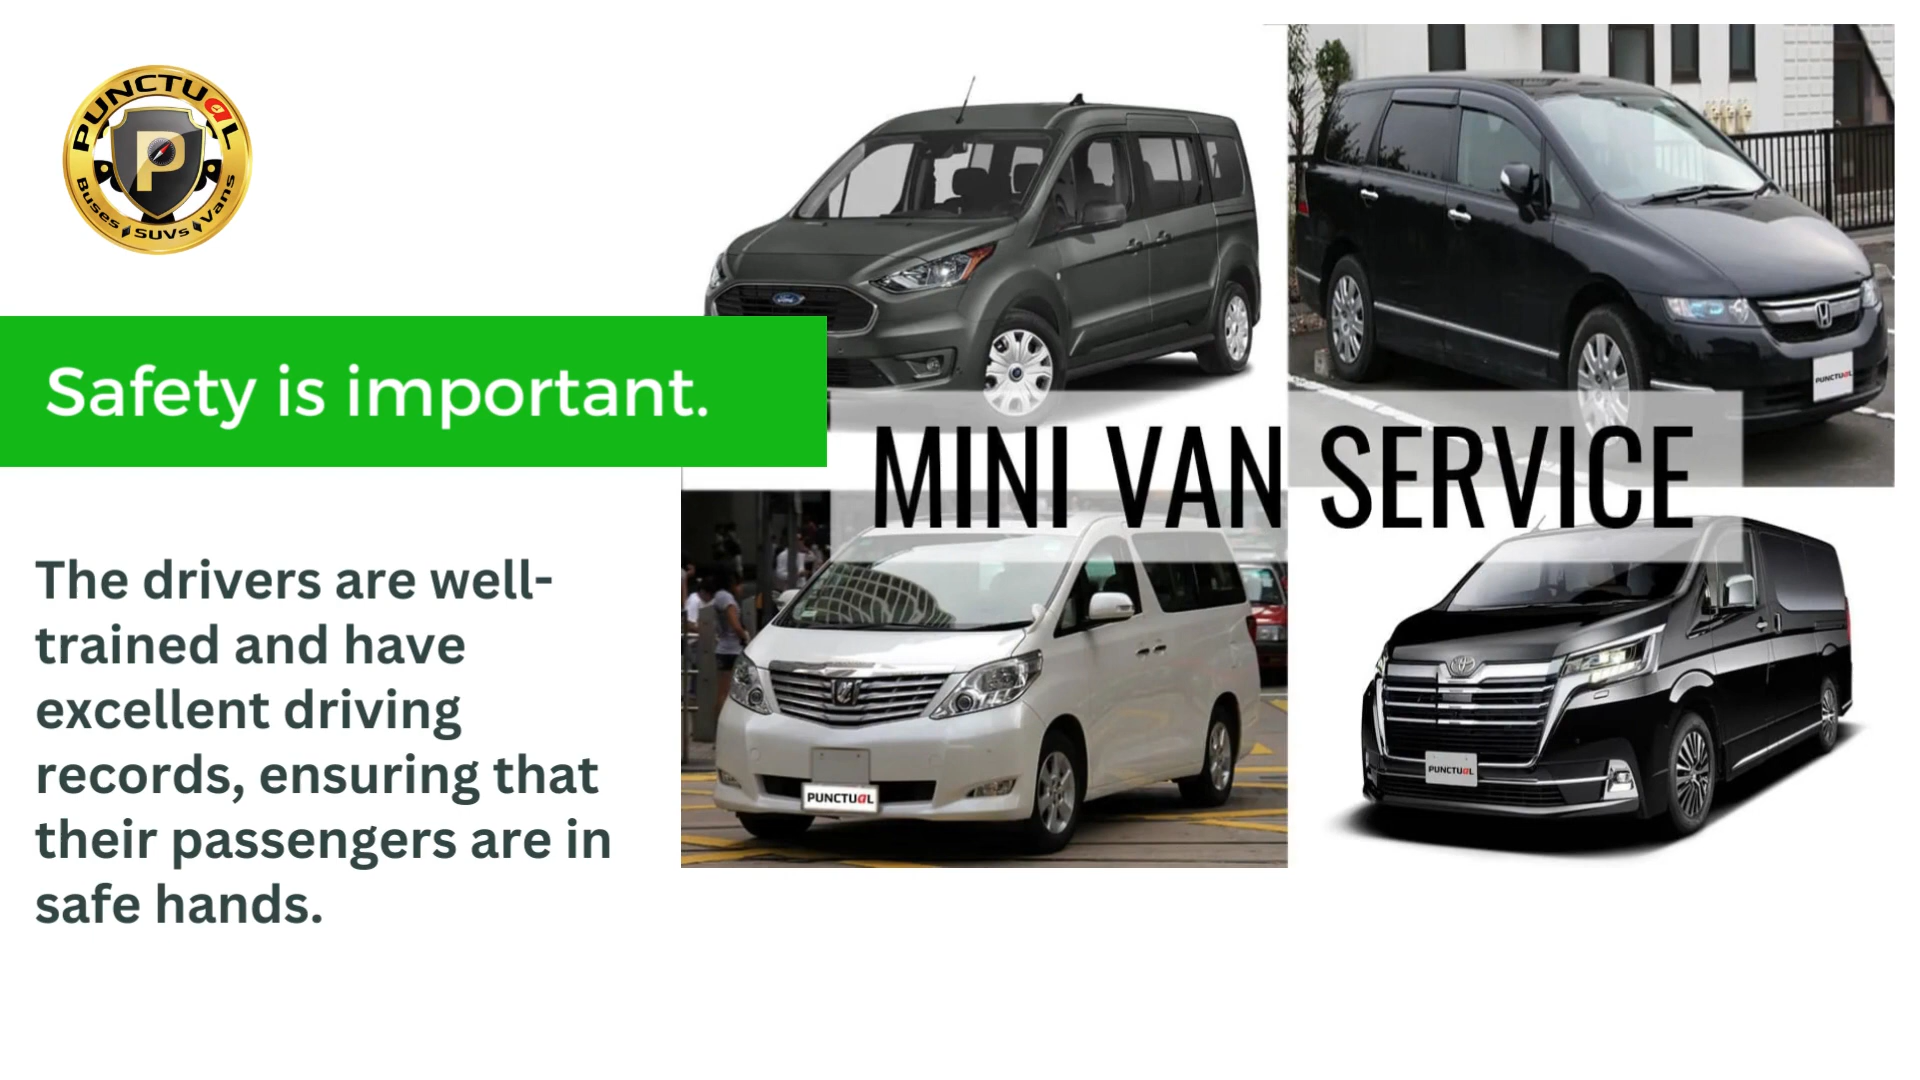 PUNCTUaL
P
Buses SUVs Vans
Safety is important.
The drivers are well-
trained and have
excellent driving
records, ensuring that
their passengers are in
safe hands.
Ford
PUNCTUaL
MINI VAN SERVICE
PUNCTUaL
PUNCTUaL